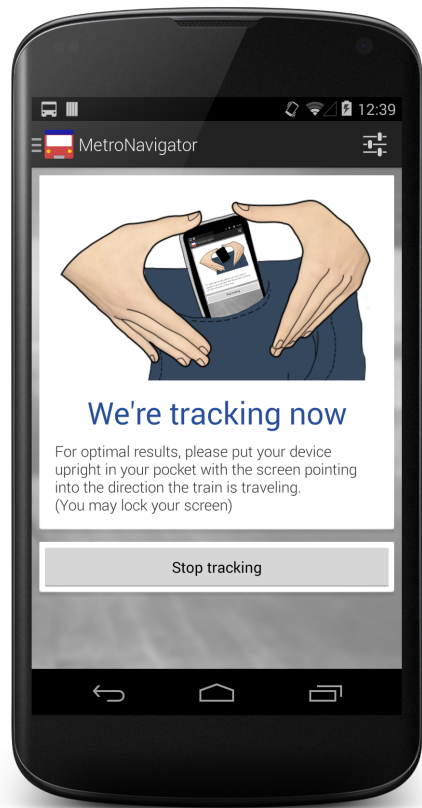 12:39
MetroNavigator
We're tracking now
For optimal results, please put your device
upright in your pocket with the screen pointing
into the direction the train is traveling.
(You may lock your screen)
Stop tracking